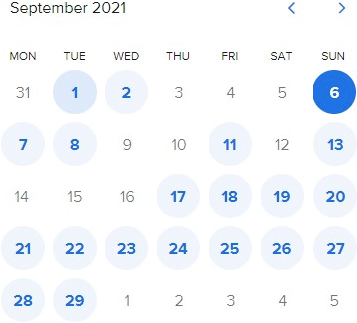 September 2021
MON TUE WED THU FRI SAT SUN
31 1 2 3 4 5 6
7 8 9 10 11 12 13
14 15 16 17 18 19 20
21 22 23 24 25 26 27
28 29 1 2 3 4 5